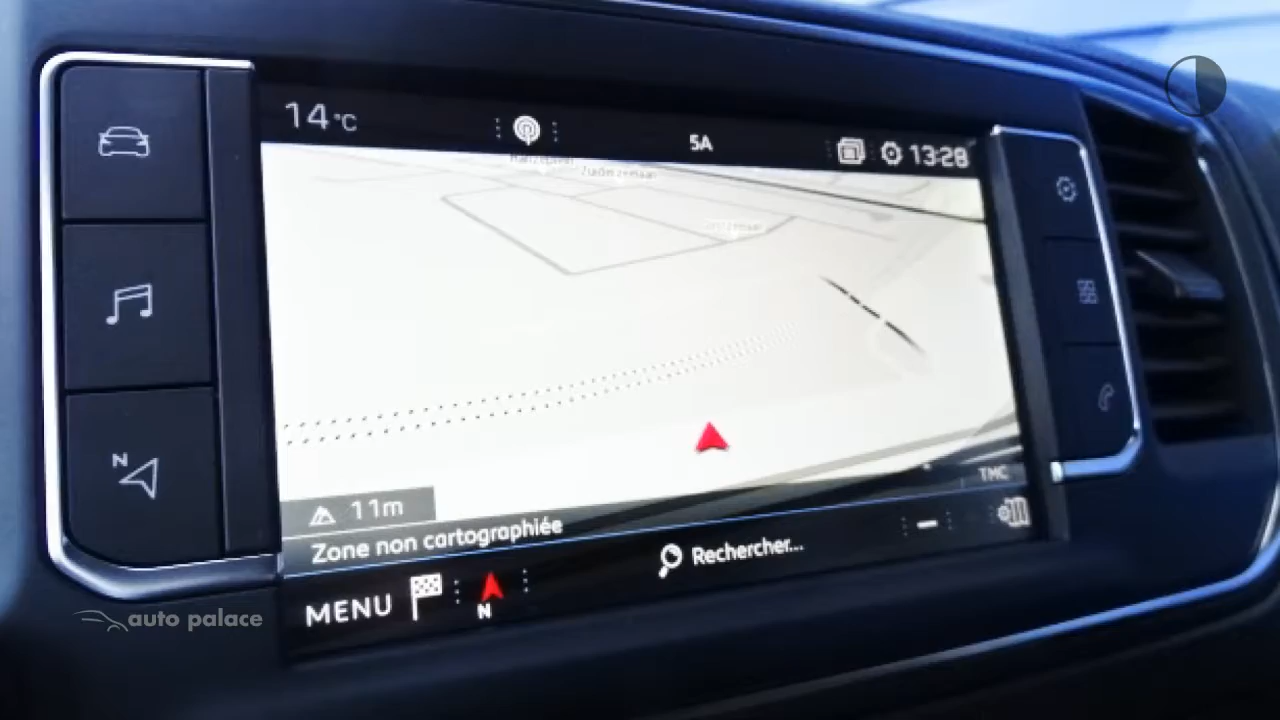 14°C
5A
13:28
N
TMC
11m
Zone non cartographiée
Rechercher...
MENU
N
auto palace